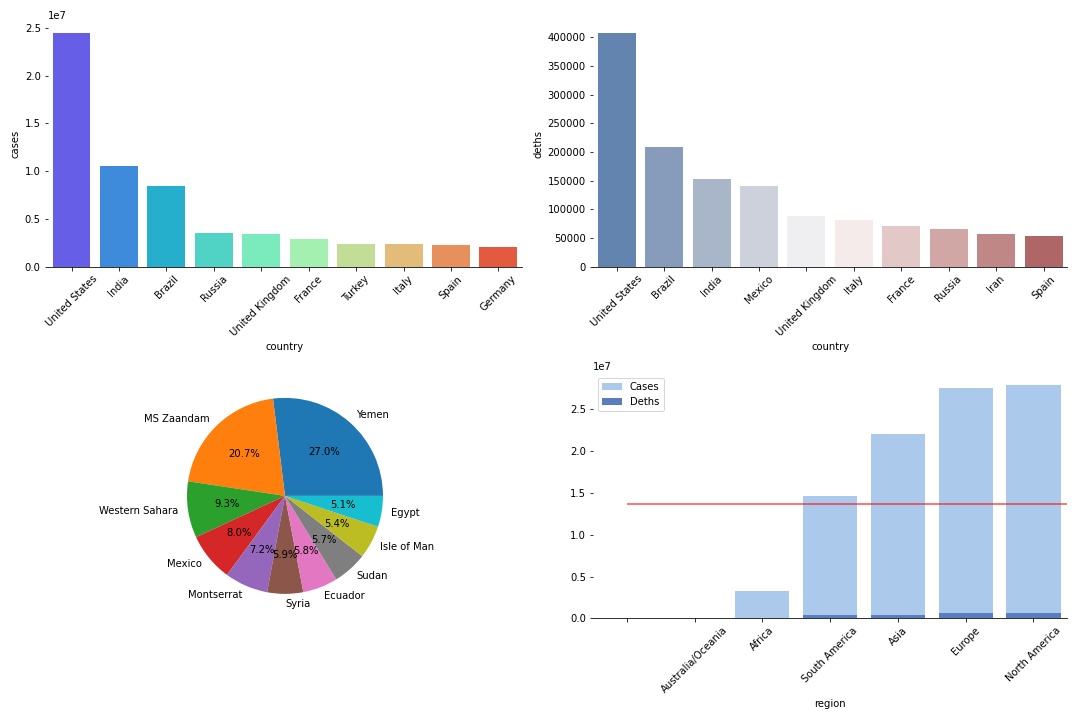 1e7
2.5
2.0
1.5
1.0
0.5
0.0
cases
United States
India
Brazil
Russia
United Kingdom
France
Turkey
Italy
Spain
Germany
country
400000
350000
300000
250000
200000
150000
100000
50000
0
deths
United States
Brazil
India
Mexico
United Kingdom
Italy
France
Russia
Iran
Spain
country
Yemen
27.0%
MS Zaandam
20.7%
Western Sahara
9.3%
Mexico
8.0%
Montserrat
7.2%
Syria
5.9%
Ecuador
5.8%
Sudan
5.7%
Isle of Man
5.4%
Egypt
5.1%
1e7
Cases
Deths
2.5
2.0
1.5
1.0
0.5
0.0
Australia/Oceania
Africa
South America
Asia
Europe
North America
region